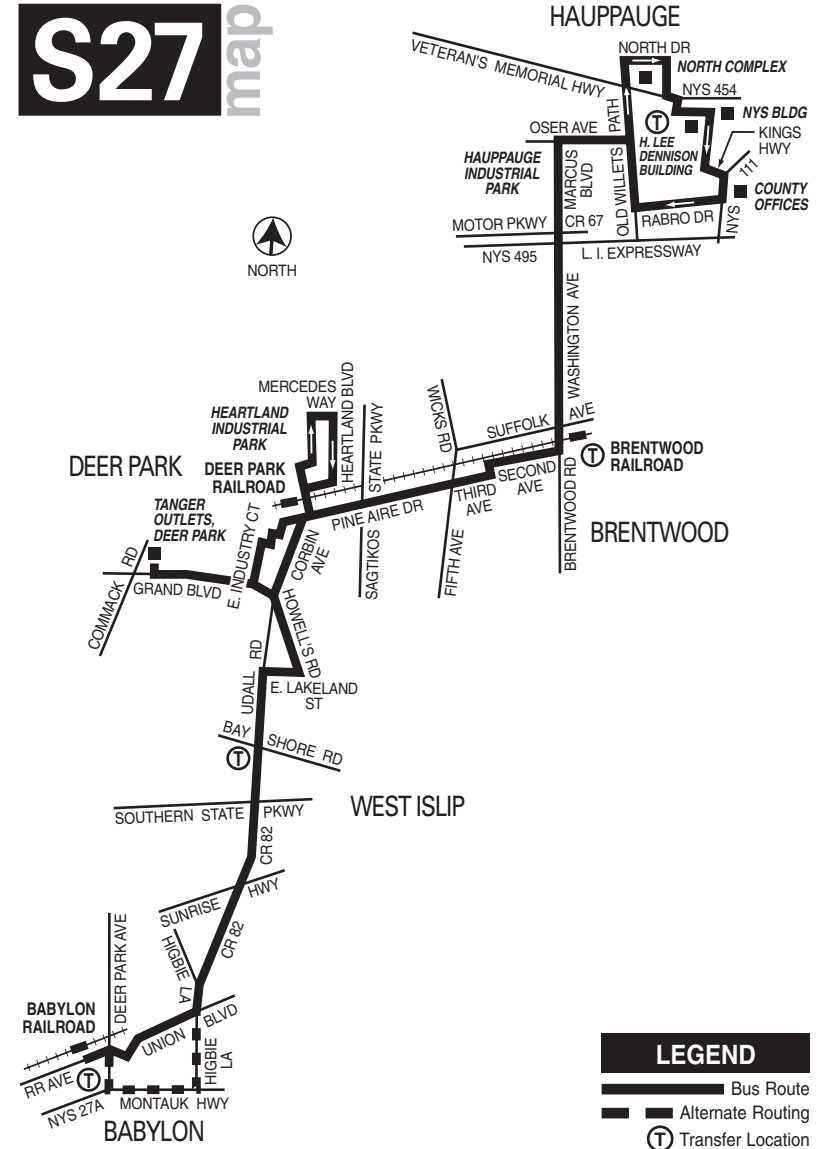 S27
map
HAUPPAUGE
NORTH DR
NORTH COMPLEX
VETERAN'S MEMORIAL HWY
NYS 454
NYS BLDG
PATH
T
OSER AVE
KINGS
HWY
H. LEE
DENNISON
BUILDING
HAUPPAUGE
INDUSTRIAL
PARK
MARCUS
BLVD
OLD WILLETS
111
NYS
COUNTY
OFFICES
MOTOR PKWY
CR 67
RABRO DR
NYS 495
L. I. EXPRESSWAY
NORTH
WASHINGTON AVE
MERCEDES
WAY
HEARTLAND BLVD
STATE PKWY
WICKS RD
HEARTLAND
INDUSTRIAL
PARK
SUFFOLK AVE
DEER PARK
DEER PARK
RAILROAD
T
BRENTWOOD
RAILROAD
SECOND
AVE
THIRD
AVE
PINE AIRE DR
TANGER
OUTLETS,
DEER PARK
BRENTWOOD RD
BRENTWOOD
E. INDUSTRY CT
CORBIN
AVE
SAGTIKOS
FIFTH AVE
COMMACK RD
GRAND BLVD
HOWELL'S RD
UDALL RD
E. LAKELAND
ST
BAY SHORE RD
T
SOUTHERN STATE PKWY
WEST ISLIP
CR 82
SUNRISE HWY
CR 82
HIGBIE LA
DEER PARK AVE
BABYLON
RAILROAD
UNION BLVD
HIGBIE
LA
RR AVE
T
NYS 27A
MONTAUK HWY
BABYLON
LEGEND
Bus Route
Alternate Routing
T Transfer Location